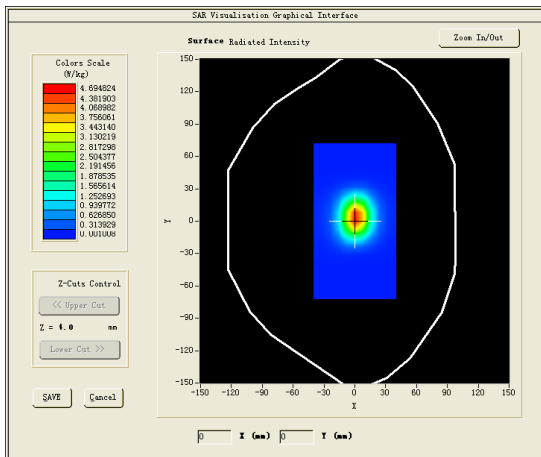 SAR Visualisation Graphical Interface
Surface Radiated Intensity
Zoom In/Out
Colors Scale
(W/kg)
4.694824
4.381903
4.068982
3.756061
3.443140
3.130219
2.817298
2.504377
2.191456
1.878535
1.565614
1.252693
0.939772
0.626850
0.313929
0.001008
150
120
90
60
30
0
-30
-60
-90
-120
-150
Y
-150 -120 -90 -60 -30 0 30 60 90 120 150
X
Z-Cuts Control
<< Upper Cut
Z = 4.0 mm
Lower Cut >>
SAVE
Cancel
0 X (mm) 0 Y (mm)